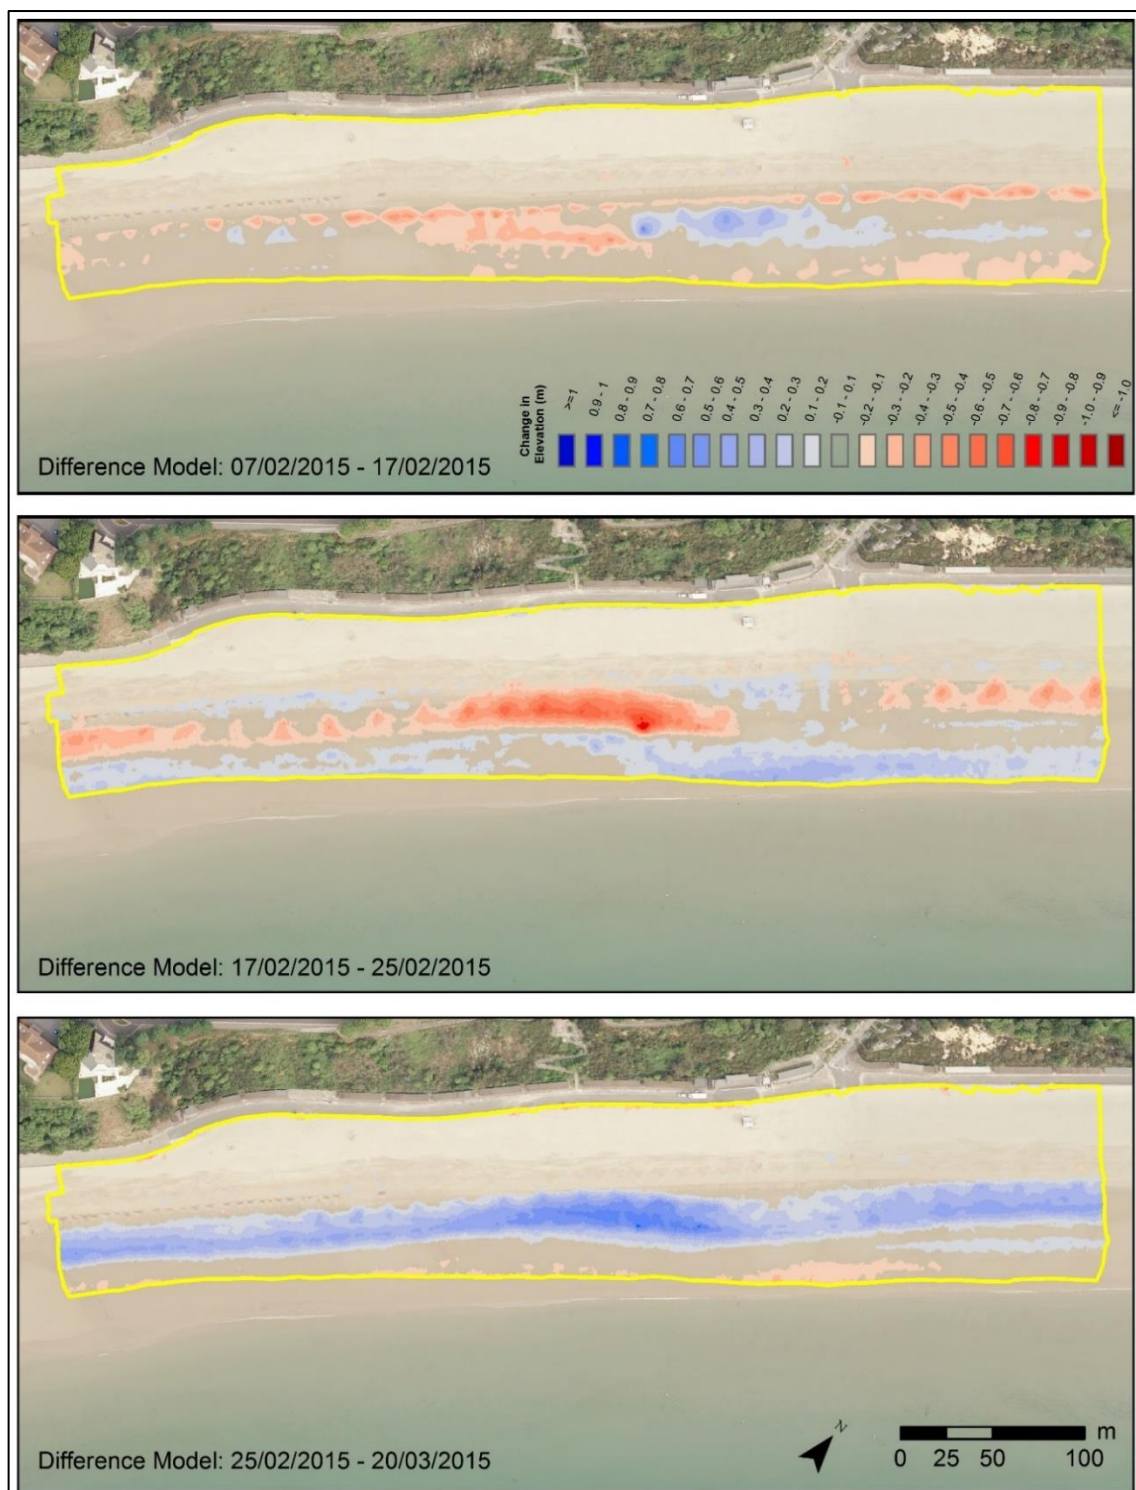 Change in
Elevation (m)
>=1
0.9 - 1
0.8 - 0.9
0.7 - 0.8
0.6 - 0.7
0.5 - 0.6
0.4 - 0.5
0.3 - 0.4
0.2 - 0.3
0.1 - 0.2
-0.1 - 0.1
-0.2 - -0.1
-0.3 - -0.2
-0.4 - -0.3
-0.5 - -0.4
-0.6 - -0.5
-0.7 - -0.6
-0.8 - -0.7
-0.9 - -0.8
-1.0 - -0.9
<=-1.0
Difference Model: 07/02/2015 - 17/02/2015
Difference Model: 17/02/2015 - 25/02/2015
Difference Model: 25/02/2015 - 20/03/2015
N
m
0 25 50 100